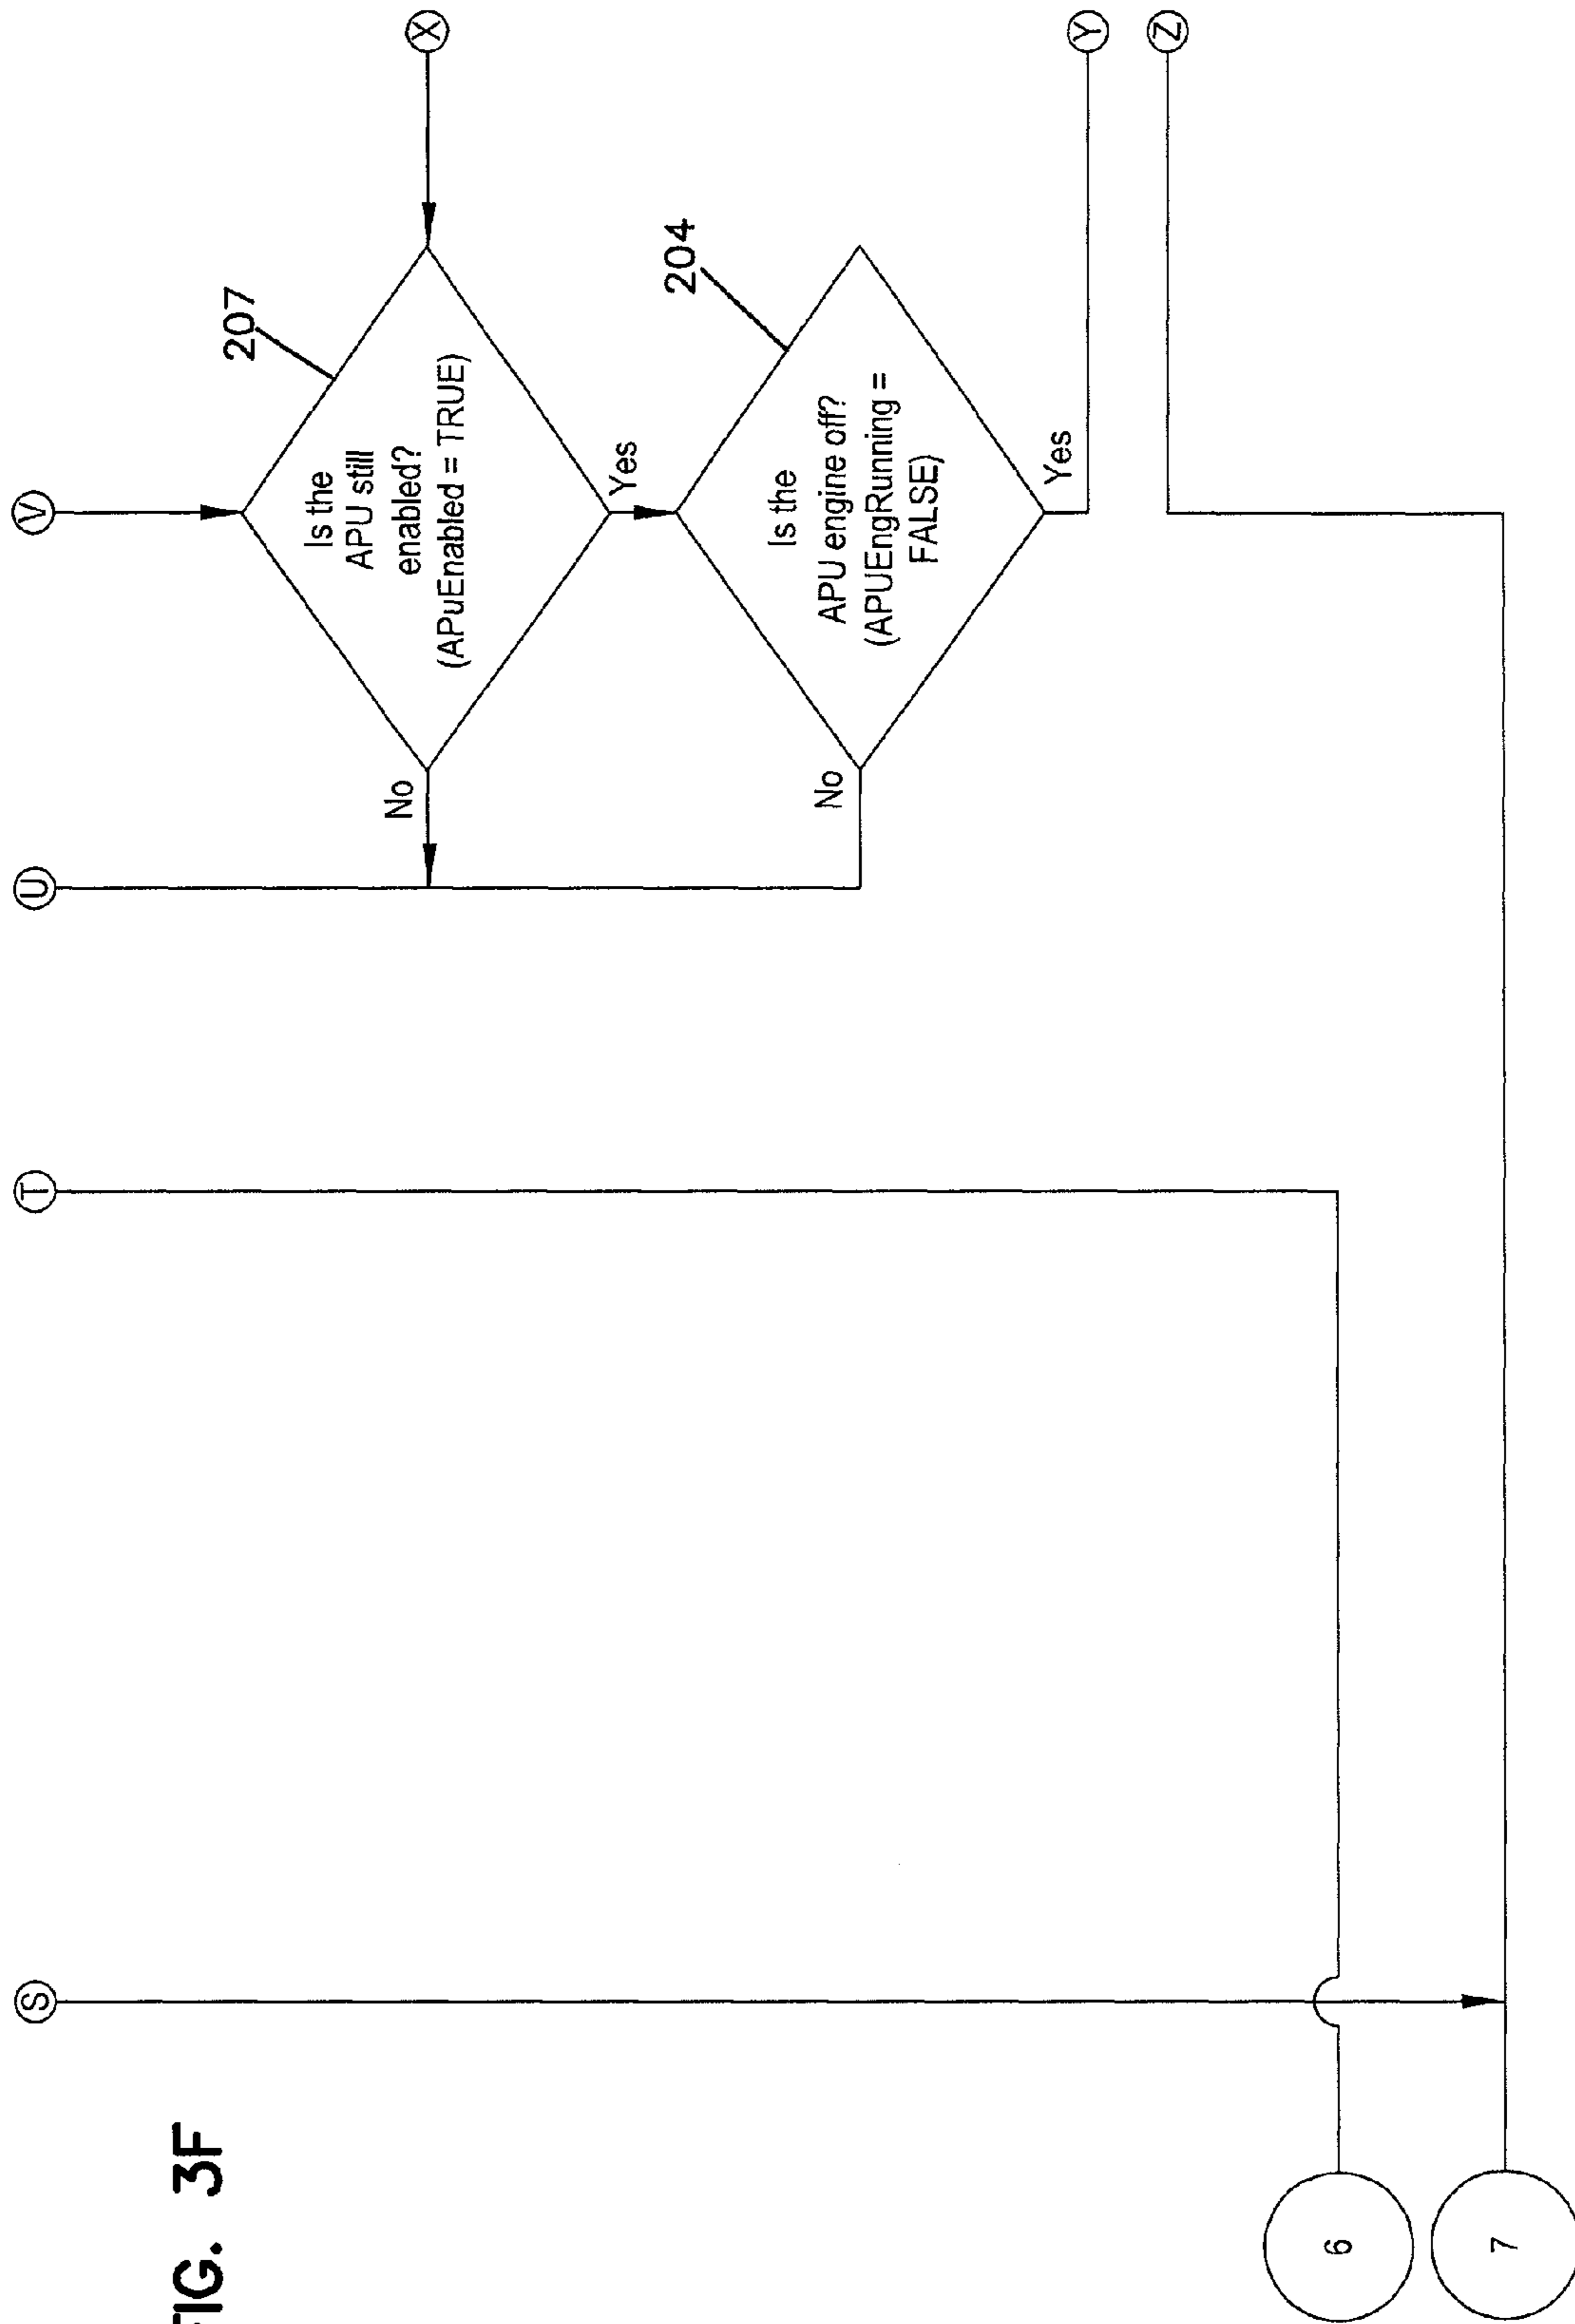 S
T
U
V
FIG. 3F
207
Is the
APU still
enabled?
(APuEnabled = TRUE)
No
X
Yes
204
Is the
APU engine off?
(APUEngRunning =
FALSE)
No
Yes
Y
Z
6
7